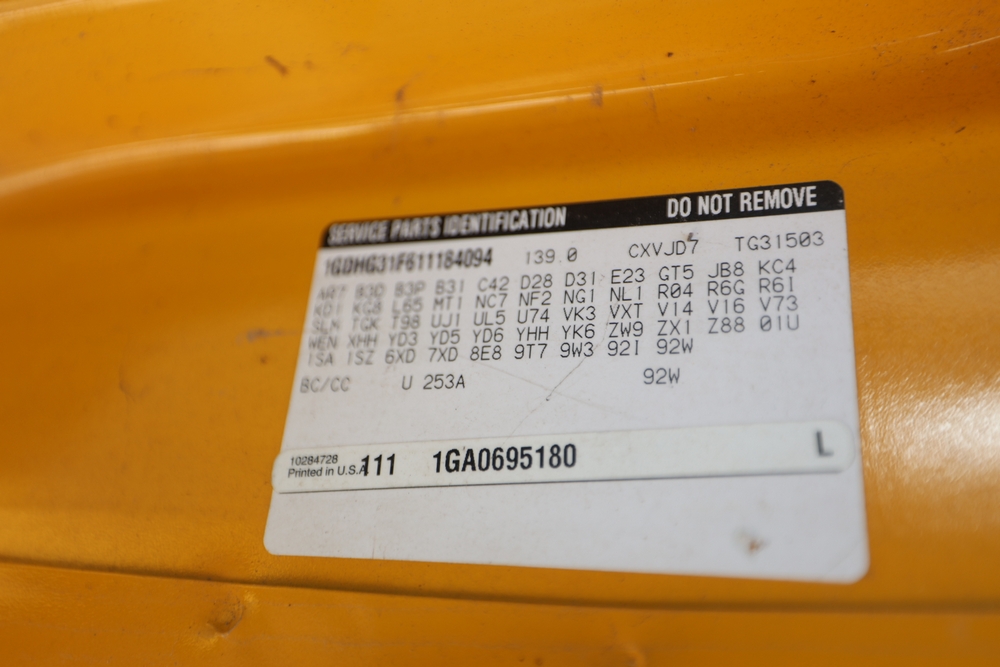 SERVICE PARTS IDENTIFICATION DO NOT REMOVE
1GDHG31F611184094 139.0 CXVJD7 TG31503
AR7 B3D B3P B31 C42 D28 D31 E23 GT5 JB8 KC4
KD1 KG8 L65 MT1 NC7 NF2 NG1 NL1 R04 R6G R6I
SLM TGK T98 UJ1 UL5 U74 VK3 VXT V14 V16 V73
WEN XHH YD3 YD5 YD6 YHH YK6 ZW9 ZX1 Z88 01U
1SA 1SZ 6XD 7XD 8E8 9T7 9W3 92I 92W
BC/CC U 253A 92W
10284728
Printed in U.S.A 111 1GA0695180 L